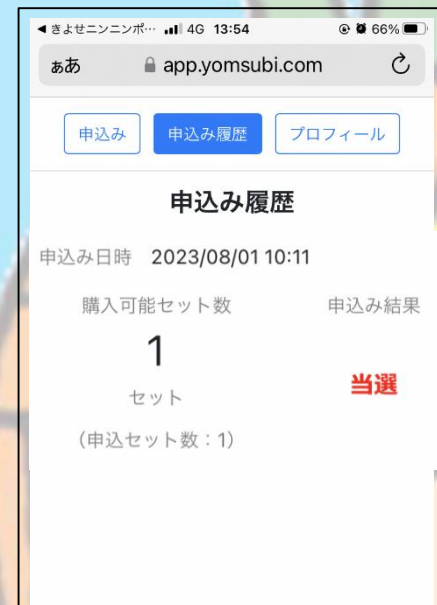 ◀ きよせニンニンポ… 4G 13:54 66%
ぁあ app.yomsubi.com
申込み 申込み履歴 プロフィール
申込み履歴
申込み日時 2023/08/01 10:11
購入可能セット数 申込み結果
1
当選
セット
（申込セット数：1）